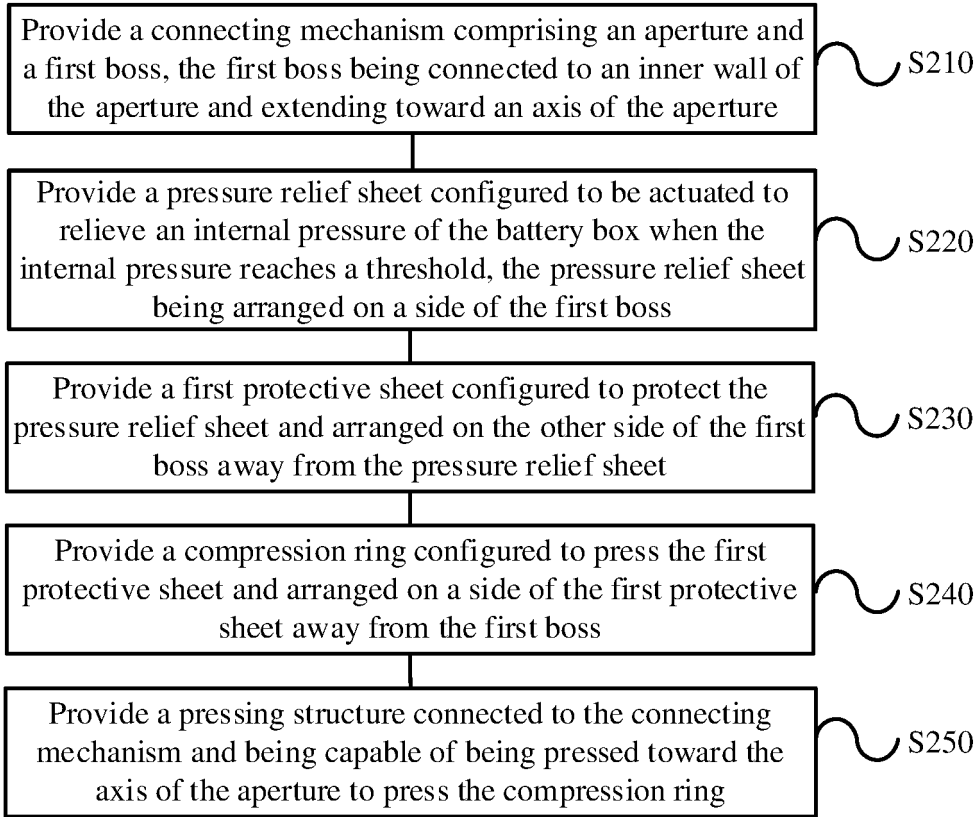 Provide a connecting mechanism comprising an aperture and
a first boss, the first boss being connected to an inner wall of
the aperture and extending toward an axis of the aperture
S210
Provide a pressure relief sheet configured to be actuated to
relieve an internal pressure of the battery box when the
internal pressure reaches a threshold, the pressure relief sheet
being arranged on a side of the first boss
S220
Provide a first protective sheet configured to protect the
pressure relief sheet and arranged on the other side of the first
boss away from the pressure relief sheet
S230
Provide a compression ring configured to press the first
protective sheet and arranged on a side of the first protective
sheet away from the first boss
S240
Provide a pressing structure connected to the connecting
mechanism and being capable of being pressed toward the
axis of the aperture to press the compression ring
S250